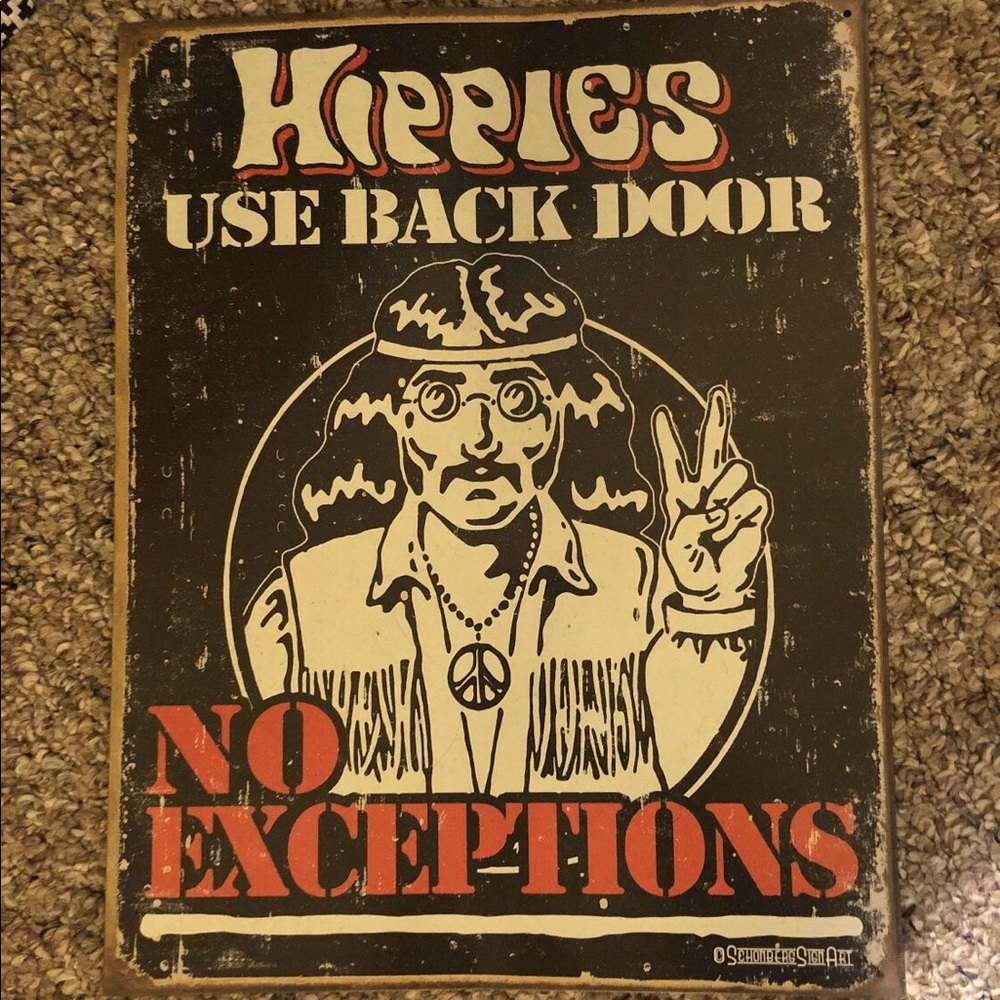 HiPPIES
USE BACK DOOR
NO
EXCEPTIONS
© SCHONBERG SIGN ART